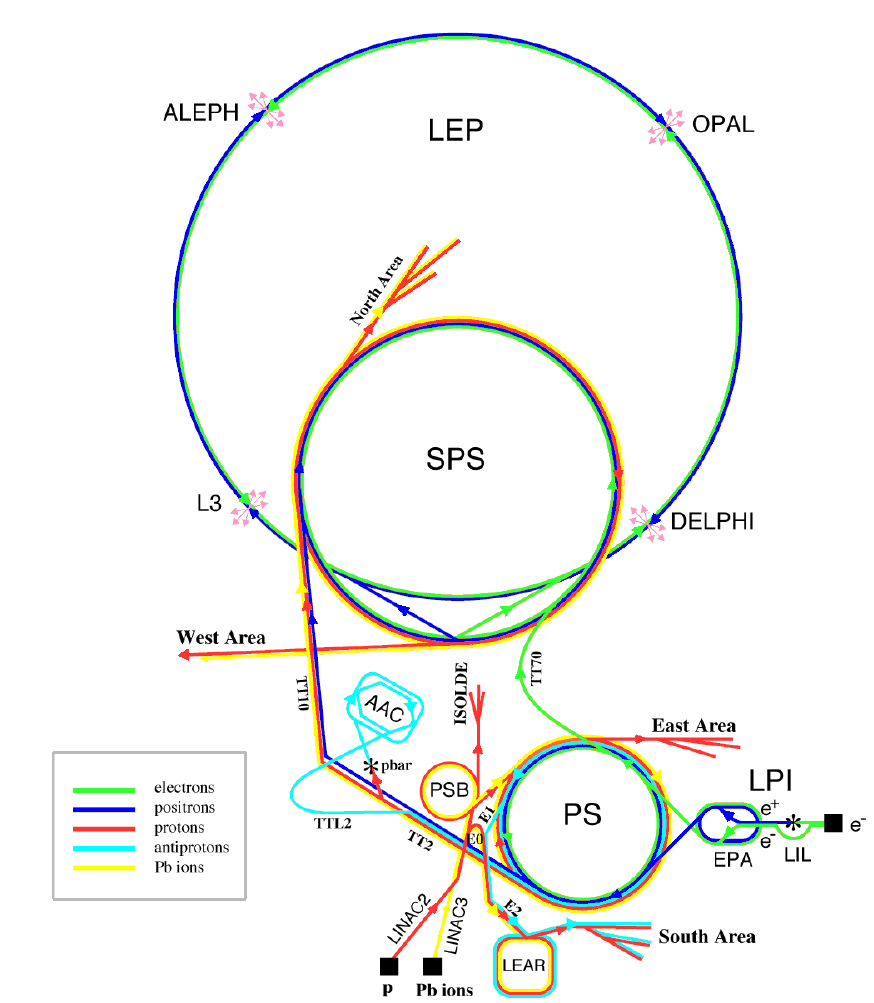 ALEPH
LEP
OPAL
North Area
SPS
L3
DELPHI
West Area
TT10
AAC
ISOLDE
TT70
East Area
pbar
PSB
E1
PS
LPI
e+
e-
e-
EPA
LIL
electrons
positrons
protons
antiprotons
Pb ions
TTL2
TT2
E0
LINAC2
LINAC3
E2
South Area
LEAR
p
Pb ions